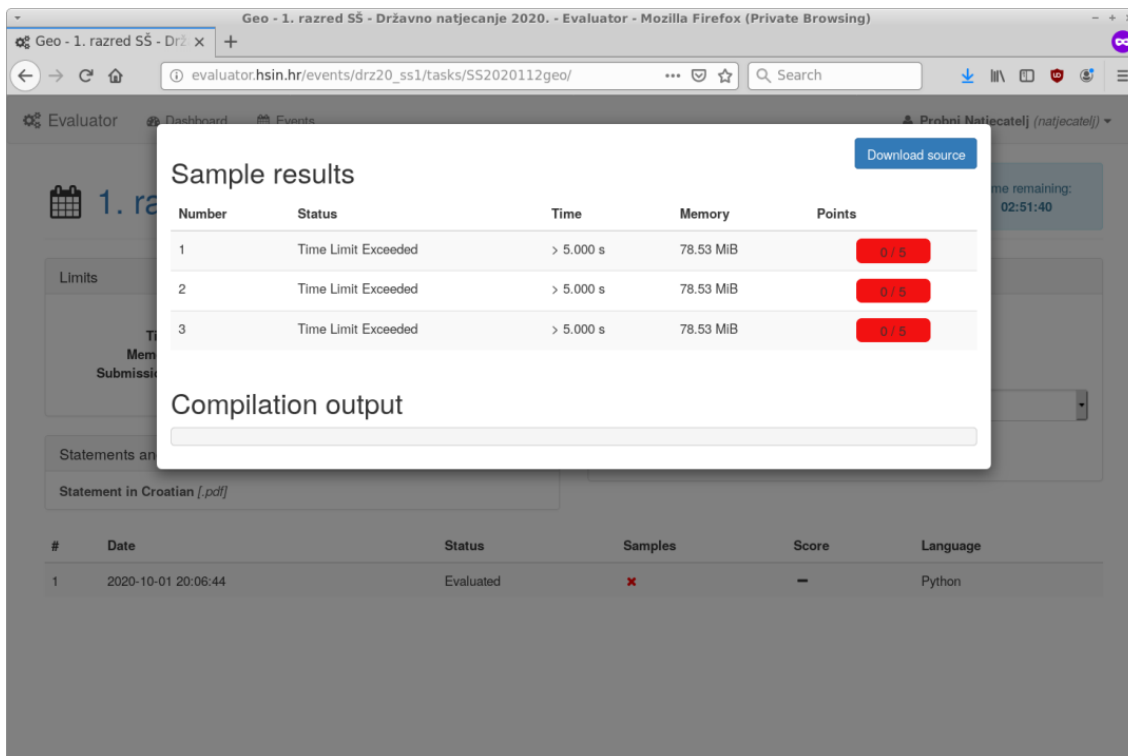 Geo - 1. razred SŠ - Državno natjecanje 2020. - Evaluator - Mozilla Firefox (Private Browsing)
Geo - 1. razred SŠ - Drž
evaluator.hsin.hr/events/drz20_ss1/tasks/SS2020112geo/
Search
Evaluator Dashboard Events Probni Natjecatelj (natjecatelj)
Download source
Sample results
1. ra
me remaining:
02:51:40
Number Status Time Memory Points
1 Time Limit Exceeded > 5.000 s 78.53 MiB 0 / 5
Limits
2 Time Limit Exceeded > 5.000 s 78.53 MiB 0 / 5
3 Time Limit Exceeded > 5.000 s 78.53 MiB 0 / 5
Ti
Mem
Submissio
Compilation output
Statements an
Statement in Croatian [.pdf]
# Date Status Samples Score Language
1 2020-10-01 20:06:44 Evaluated Python